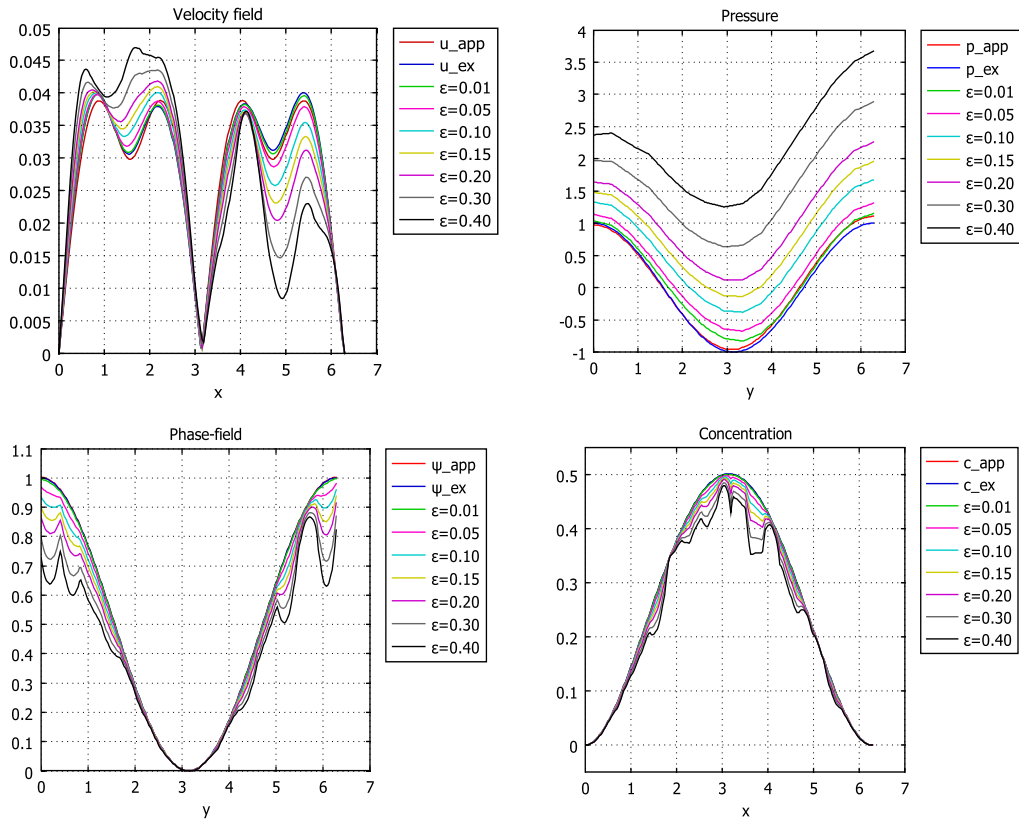 Velocity field
0.05
0.045
0.04
0.035
0.03
0.025
0.02
0.015
0.01
0.005
0
0 1 2 3 4 5 6 7
x
u_app
u_ex
ε=0.01
ε=0.05
ε=0.10
ε=0.15
ε=0.20
ε=0.30
ε=0.40
Pressure
4
3.5
3
2.5
2
1.5
1
0.5
0
-0.5
-1
0 1 2 3 4 5 6 7
y
p_app
p_ex
ε=0.01
ε=0.05
ε=0.10
ε=0.15
ε=0.20
ε=0.30
ε=0.40
Phase-field
1.1
1
0.9
0.8
0.7
0.6
0.5
0.4
0.3
0.2
0.1
0
0 1 2 3 4 5 6 7
y
ψ_app
ψ_ex
ε=0.01
ε=0.05
ε=0.10
ε=0.15
ε=0.20
ε=0.30
ε=0.40
Concentration
0.5
0.4
0.3
0.2
0.1
0
0 1 2 3 4 5 6 7
x
c_app
c_ex
ε=0.01
ε=0.05
ε=0.10
ε=0.15
ε=0.20
ε=0.30
ε=0.40